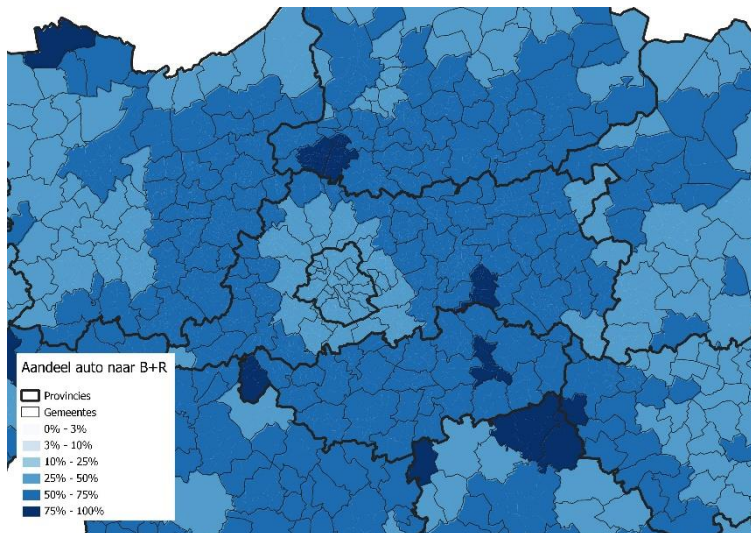 Aandeel auto naar B+R
Provincies
Gemeentes
0% - 3%
3% - 10%
10% - 25%
25% - 50%
50% - 75%
75% - 100%